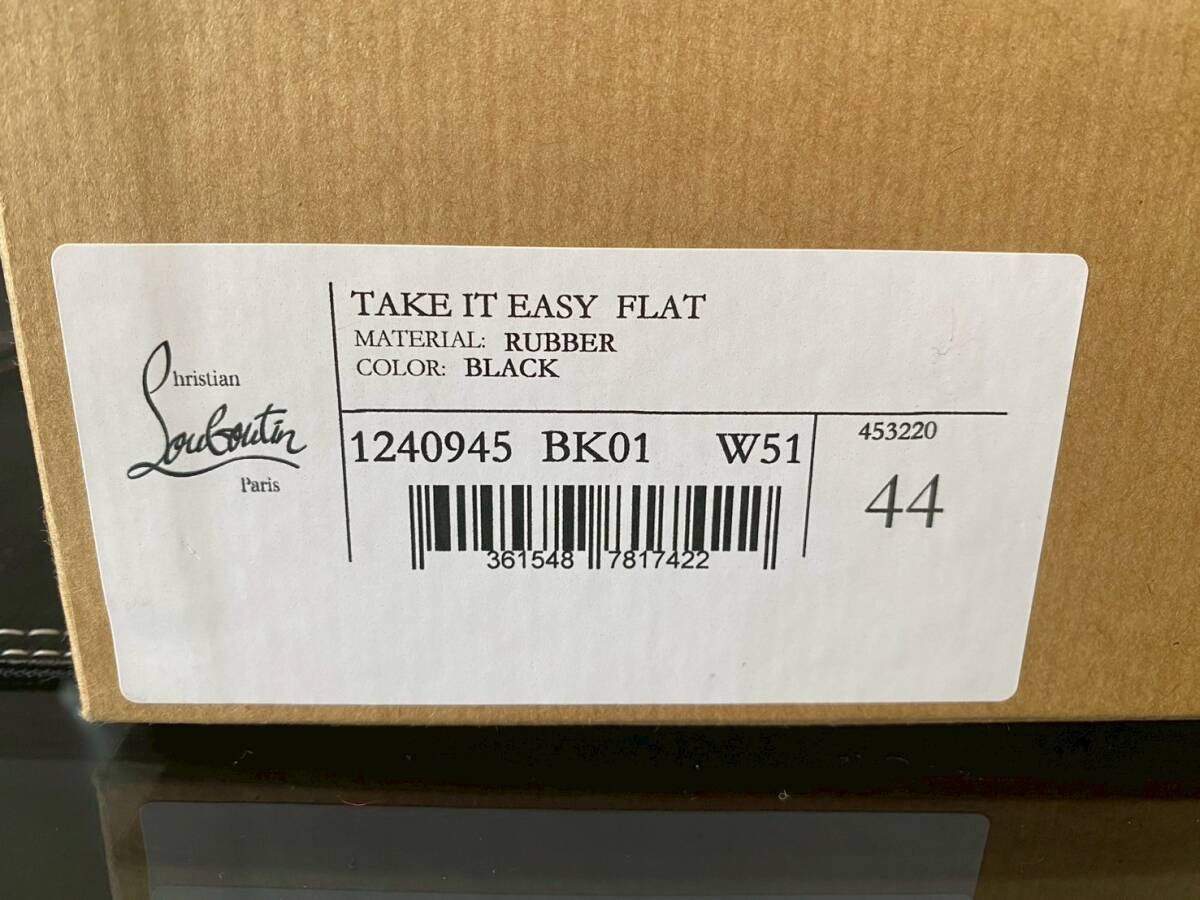 Christian
Louboutin
Paris
TAKE IT EASY FLAT
MATERIAL: RUBBER
COLOR: BLACK
1240945 BK01 W51
361548 7817422
453220
44